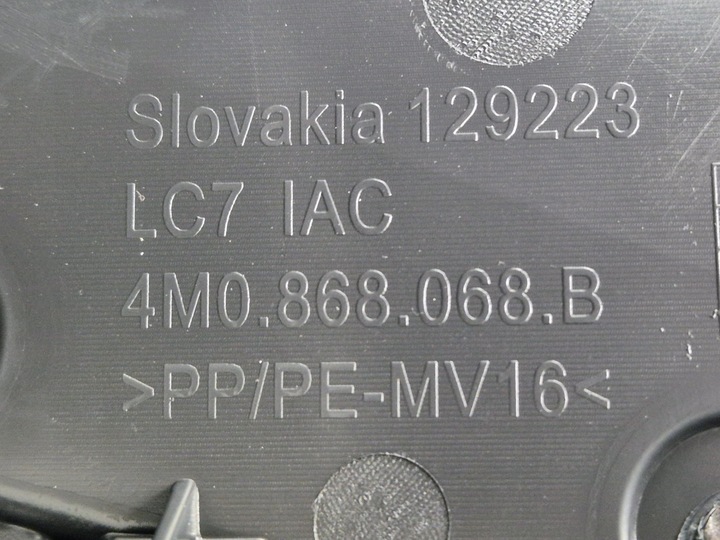 Slovakia 129223
LC7 IAC
4M0.868.068.B
>PP/PE-MV16<